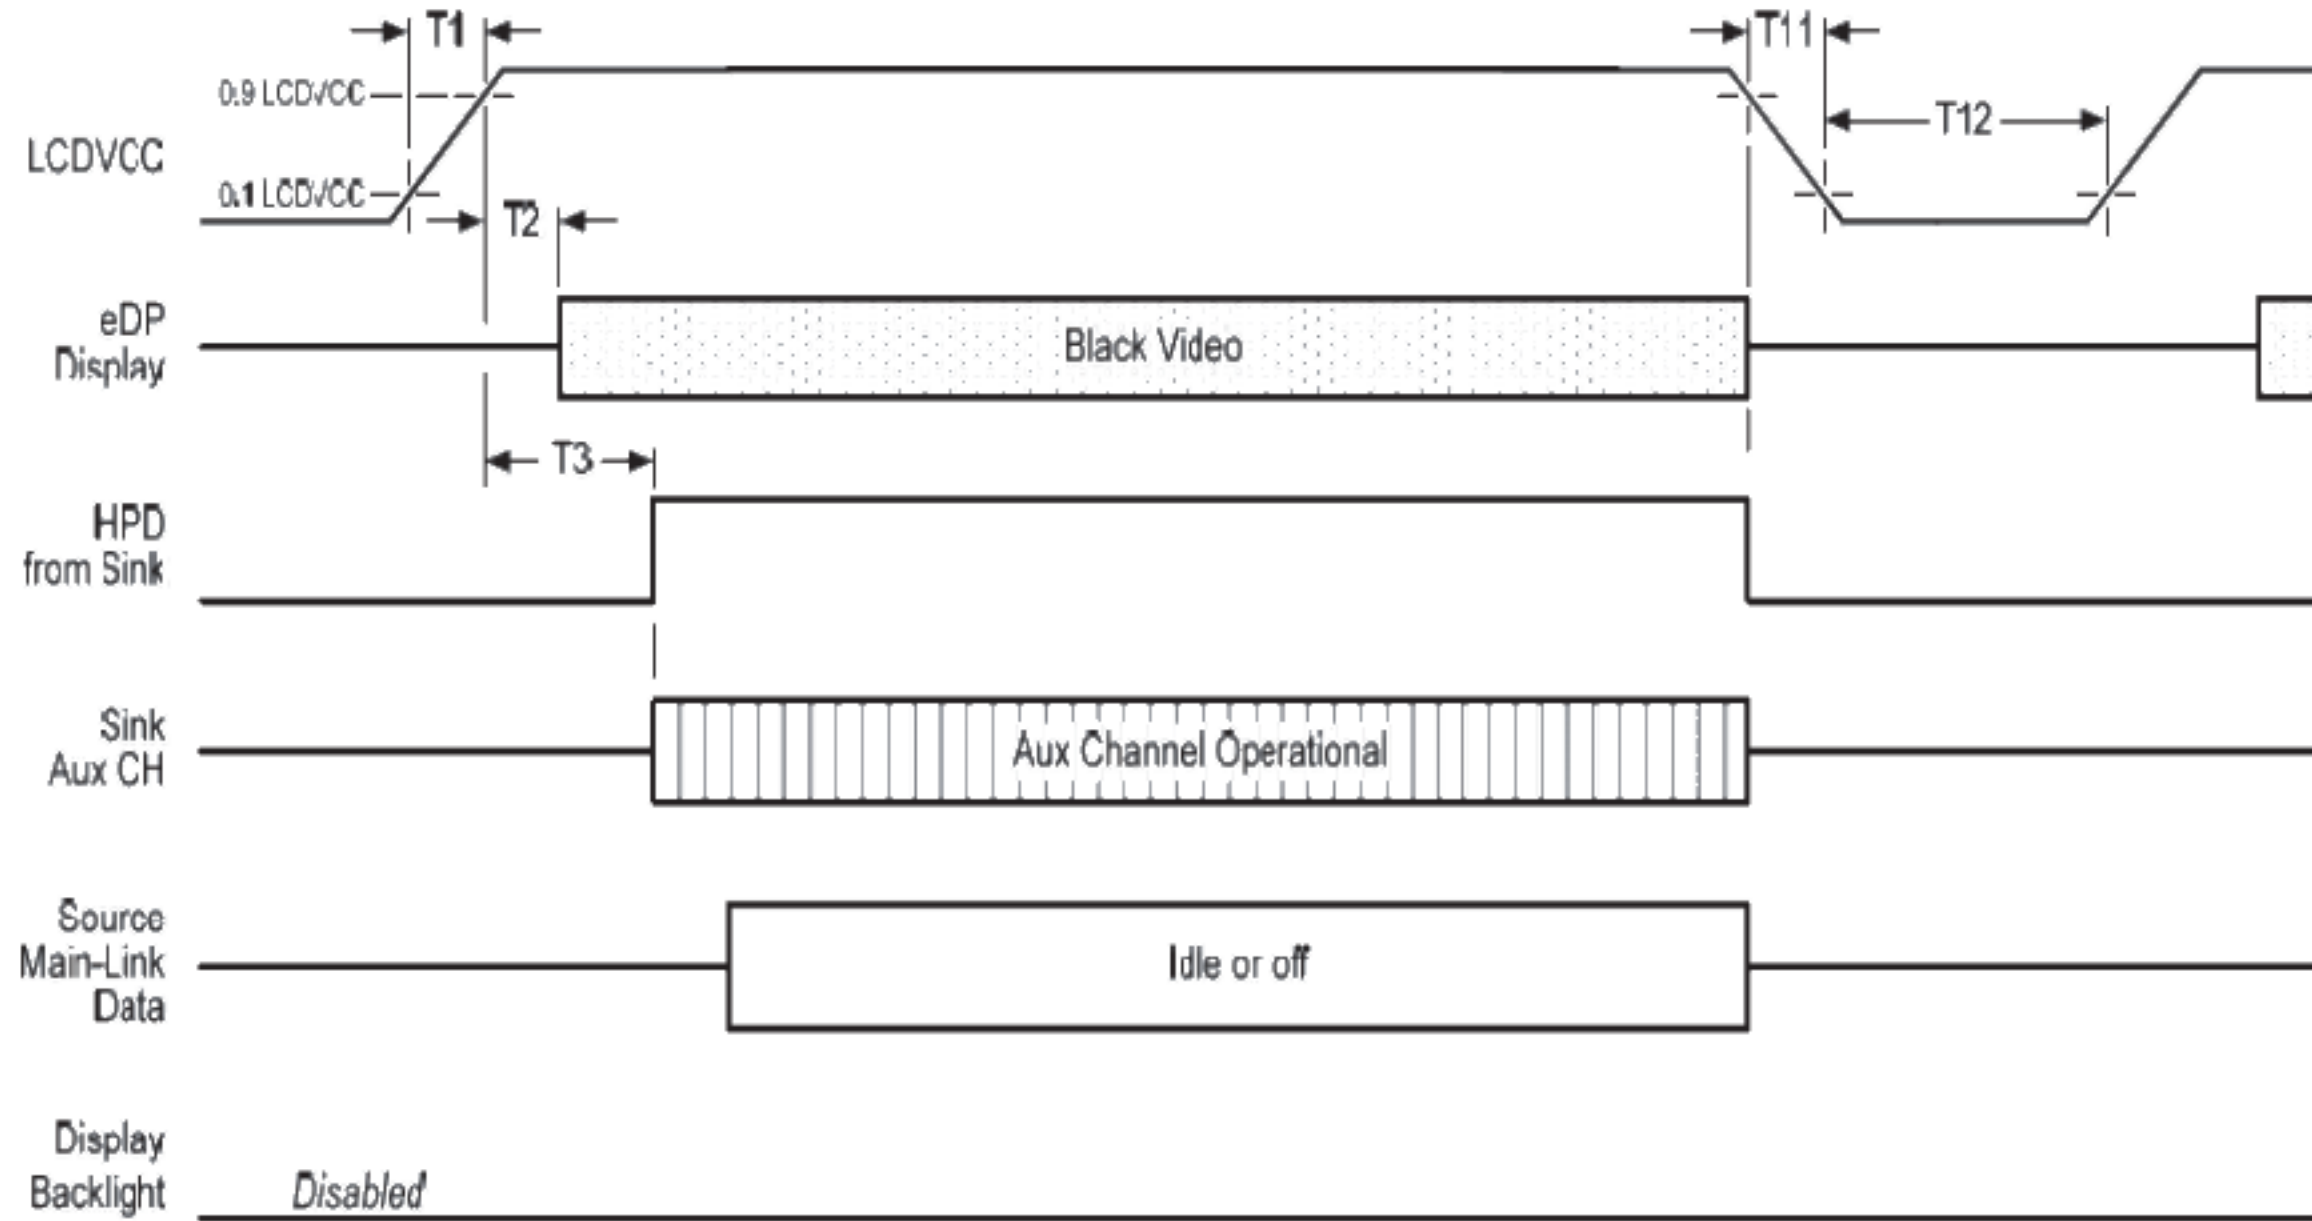 T1
T11
0.9 LCDVCC
T12
LCDVCC
0.1 LCDVCC
T2
eDP
Display
Black Video
T3
HPD
from Sink
Sink
Aux CH
Aux Channel Operational
Source
Main-Link
Data
Idle or off
Display
Backlight
Disabled